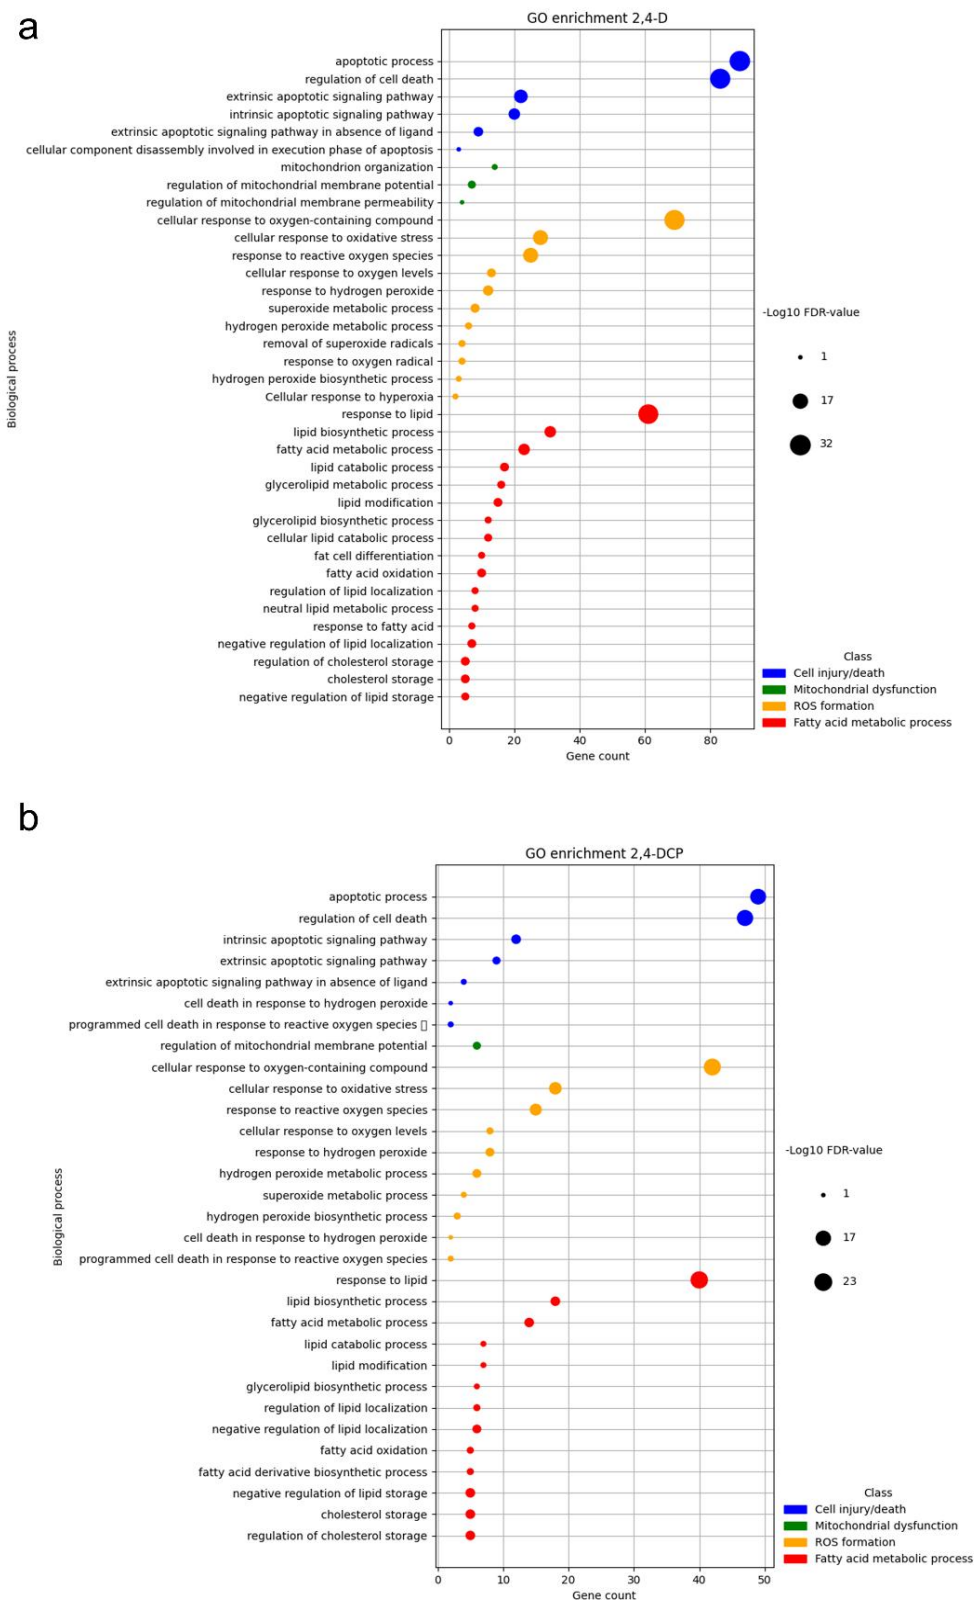 a
GO enrichment 2,4-D
apoptotic process
regulation of cell death
extrinsic apoptotic signaling pathway
intrinsic apoptotic signaling pathway
extrinsic apoptotic signaling pathway in absence of ligand
cellular component disassembly involved in execution phase of apoptosis
mitochondrion organization
regulation of mitochondrial membrane potential
regulation of mitochondrial membrane permeability
cellular response to oxygen-containing compound
cellular response to oxidative stress
response to reactive oxygen species
cellular response to oxygen levels
response to hydrogen peroxide
superoxide metabolic process
hydrogen peroxide metabolic process
removal of superoxide radicals
response to oxygen radical
hydrogen peroxide biosynthetic process
Cellular response to hyperoxia
response to lipid
lipid biosynthetic process
fatty acid metabolic process
lipid catabolic process
glycerolipid metabolic process
lipid modification
glycerolipid biosynthetic process
cellular lipid catabolic process
fat cell differentiation
fatty acid oxidation
regulation of lipid localization
neutral lipid metabolic process
response to fatty acid
negative regulation of lipid localization
regulation of cholesterol storage
cholesterol storage
negative regulation of lipid storage
Biological process
0 20 40 60 80
Gene count
-Log10 FDR-value
1
17
32
Class
Cell injury/death
Mitochondrial dysfunction
ROS formation
Fatty acid metabolic process
b
GO enrichment 2,4-DCP
apoptotic process
regulation of cell death
intrinsic apoptotic signaling pathway
extrinsic apoptotic signaling pathway
extrinsic apoptotic signaling pathway in absence of ligand
cell death in response to hydrogen peroxide
programmed cell death in response to reactive oxygen species ▯
regulation of mitochondrial membrane potential
cellular response to oxygen-containing compound
cellular response to oxidative stress
response to reactive oxygen species
cellular response to oxygen levels
response to hydrogen peroxide
hydrogen peroxide metabolic process
superoxide metabolic process
hydrogen peroxide biosynthetic process
cell death in response to hydrogen peroxide
programmed cell death in response to reactive oxygen species
response to lipid
lipid biosynthetic process
fatty acid metabolic process
lipid catabolic process
lipid modification
glycerolipid biosynthetic process
regulation of lipid localization
negative regulation of lipid localization
fatty acid oxidation
fatty acid derivative biosynthetic process
negative regulation of lipid storage
cholesterol storage
regulation of cholesterol storage
Biological process
0 10 20 30 40 50
Gene count
-Log10 FDR-value
1
17
23
Class
Cell injury/death
Mitochondrial dysfunction
ROS formation
Fatty acid metabolic process